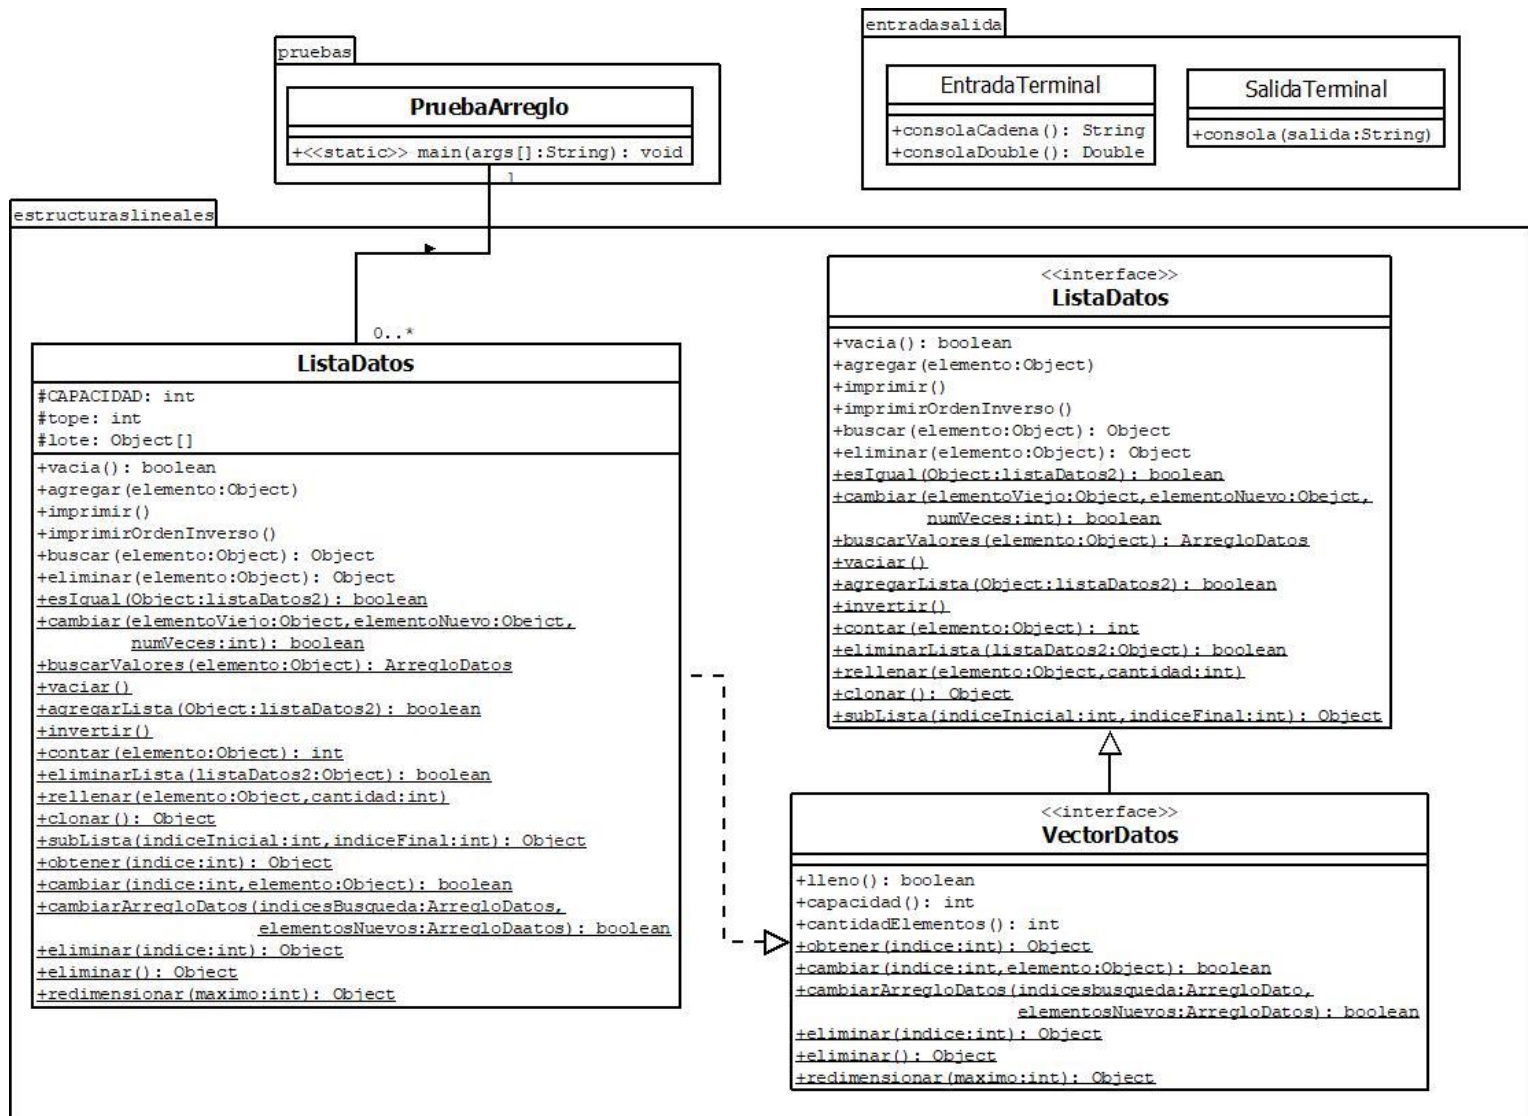 pruebas
PruebaArreglo
+<<static>> main(args[]:String): void
1
entradasalida
EntradaTerminal
+consolaCadena(): String
+consolaDouble(): Double
SalidaTerminal
+consola(salida:String)
estructuraslineales
0..*
ListaDatos
#CAPACIDAD: int
#tope: int
#lote: Object[]
+vacia(): boolean
+agregar(elemento:Object)
+imprimir()
+imprimirOrdenInverso()
+buscar(elemento:Object): Object
+eliminar(elemento:Object): Object
+esIgual(Object:listaDatos2): boolean
+cambiar(elementoViejo:Object,elementoNuevo:Obejct,
numVeces:int): boolean
+buscarValores(elemento:Object): ArregloDatos
+vaciar()
+agregarLista(Object:listaDatos2): boolean
+invertir()
+contar(elemento:Object): int
+eliminarLista(listaDatos2:Object): boolean
+rellenar(elemento:Object,cantidad:int)
+clonar(): Object
+subLista(indiceInicial:int,indiceFinal:int): Object
+obtener(indice:int): Object
+cambiar(indice:int,elemento:Object): boolean
+cambiarArregloDatos(indicesBusqueda:ArregloDatos,
elementosNuevos:ArregloDaatos): boolean
+eliminar(indice:int): Object
+eliminar(): Object
+redimensionar(maximo:int): Object
<<interface>>
ListaDatos
+vacia(): boolean
+agregar(elemento:Object)
+imprimir()
+imprimirOrdenInverso()
+buscar(elemento:Object): Object
+eliminar(elemento:Object): Object
+esIgual(Object:listaDatos2): boolean
+cambiar(elementoViejo:Object,elementoNuevo:Obejct,
numVeces:int): boolean
+buscarValores(elemento:Object): ArregloDatos
+vaciar()
+agregarLista(Object:listaDatos2): boolean
+invertir()
+contar(elemento:Object): int
+eliminarLista(listaDatos2:Object): boolean
+rellenar(elemento:Object,cantidad:int)
+clonar(): Object
+subLista(indiceInicial:int,indiceFinal:int): Object
<<interface>>
VectorDatos
+lleno(): boolean
+capacidad(): int
+cantidadElementos(): int
+obtener(indice:int): Object
+cambiar(indice:int,elemento:Object): boolean
+cambiarArregloDatos(indicesbusqueda:ArregloDato,
elementosNuevos:ArregloDatos): boolean
+eliminar(indice:int): Object
+eliminar(): Object
+redimensionar(maximo:int): Object